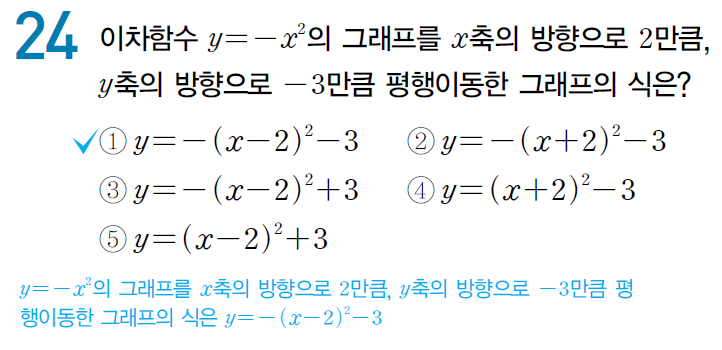 24 이차함수 y=-x²의 그래프를 x축의 방향으로 2만큼,
y축의 방향으로 -3만큼 평행이동한 그래프의 식은?
① y=-(x-2)²-3 ② y=-(x+2)²-3
③ y=-(x-2)²+3 ④ y=(x+2)²-3
⑤ y=(x-2)²+3
y=-x²의 그래프를 x축의 방향으로 2만큼, y축의 방향으로 -3만큼 평
행이동한 그래프의 식은 y=-(x-2)²-3